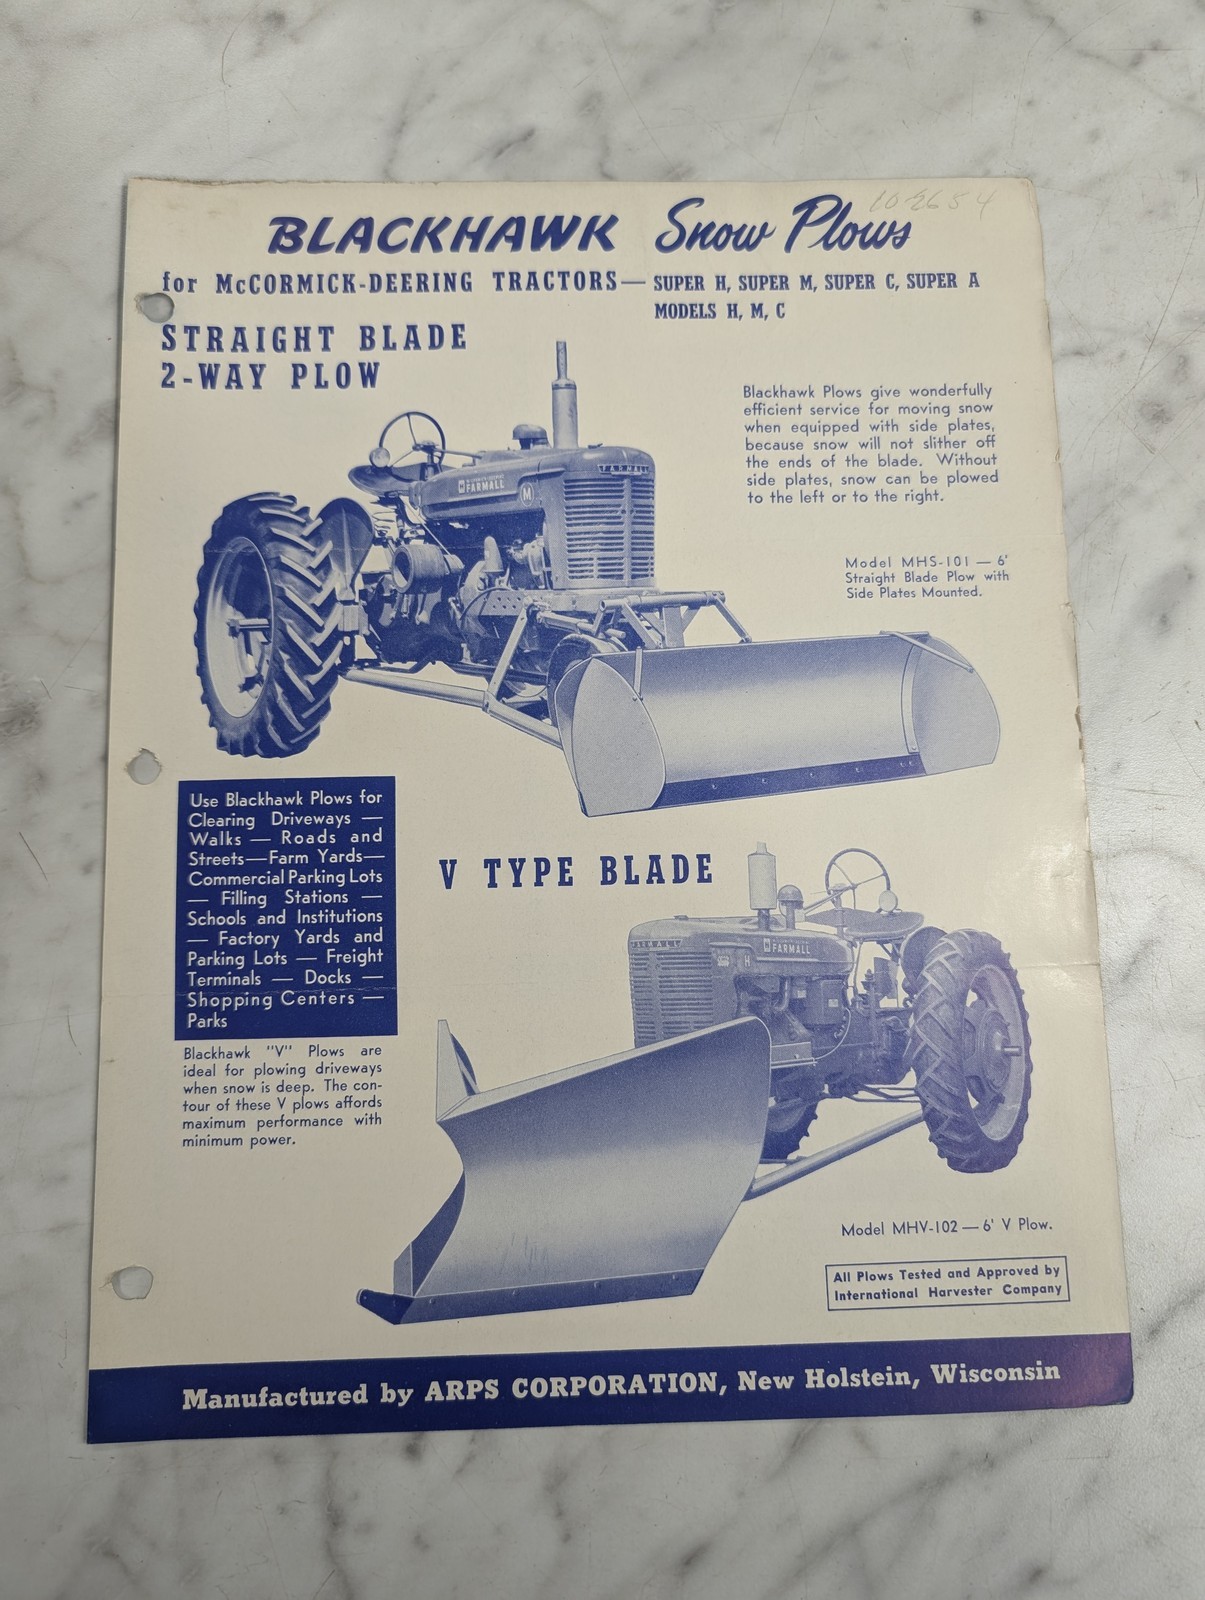 BLACKHAWK Snow Plows
for McCORMICK-DEERING TRACTORS— SUPER H, SUPER M, SUPER C, SUPER A
MODELS H, M, C
STRAIGHT BLADE
2-WAY PLOW
Blackhawk Plows give wonderfully
efficient service for moving snow
when equipped with side plates,
because snow will not slither off
the ends of the blade. Without
side plates, snow can be plowed
to the left or to the right.
FARMALL
FARMALL
M
Model MHS-101 — 6'
Straight Blade Plow with
Side Plates Mounted.
Use Blackhawk Plows for
Clearing Driveways —
Walks — Roads and
Streets—Farm Yards—
Commercial Parking Lots
— Filling Stations —
Schools and Institutions
— Factory Yards and
Parking Lots — Freight
Terminals — Docks —
Shopping Centers —
Parks
V TYPE BLADE
FARMALL
FARMALL
H
Blackhawk "V" Plows are
ideal for plowing driveways
when snow is deep. The con-
tour of these V plows affords
maximum performance with
minimum power.
Model MHV-102 — 6' V Plow.
All Plows Tested and Approved by
International Harvester Company
Manufactured by ARPS CORPORATION, New Holstein, Wisconsin